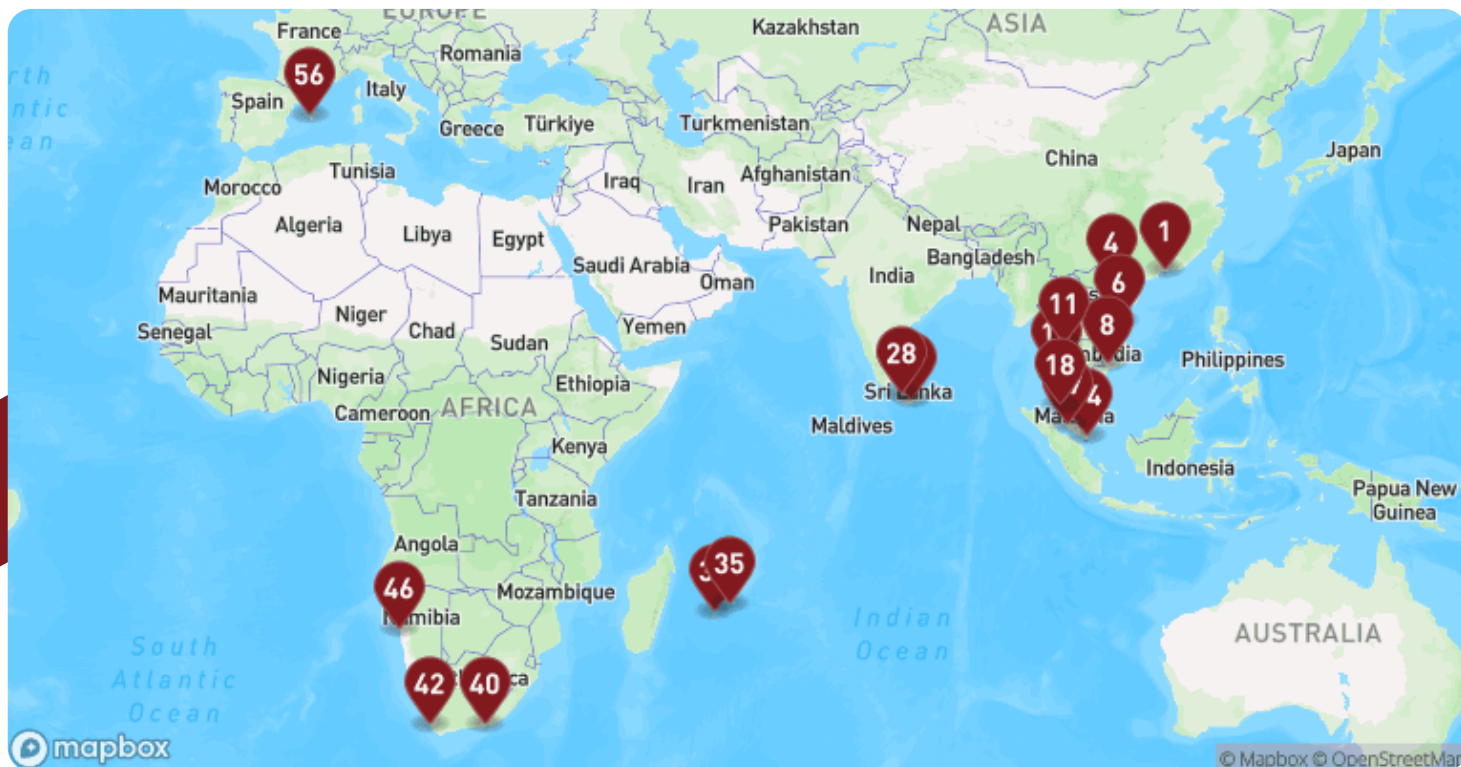 EUROPE
ASIA
France
Kazakhstan
Romania
56
Italy
Spain
Greece
Türkiye
Turkmenistan
Japan
China
Tunisia
Afghanistan
Morocco
Iraq
Iran
Algeria
Libya
Egypt
Pakistan
Nepal
4
1
Bangladesh
Saudi Arabia
India
Oman
6
Mauritania
11
Niger
8
Senegal
Chad
Yemen
Sudan
28
Philippines
18
Nigeria
Ethiopia
Sri Lanka
4
Cameroon
AFRICA
Maldives
Kenya
Indonesia
Tanzania
Papua New
Guinea
Angola
35
46
Mozambique
Namibia
Indian
Ocean
AUSTRALIA
South
Atlantic
Ocean
42
40
mapbox
© Mapbox © OpenStreetMap